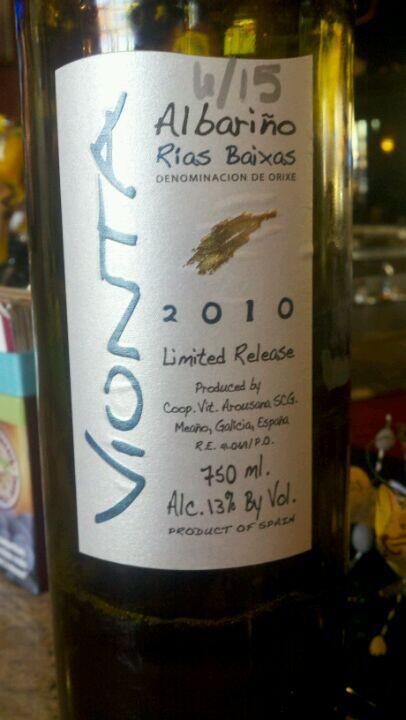 6/15
Albariño
Rías Baixas
DENOMINACION DE ORIXE
VIONTA
2010
Limited Release
Produced by
Coop. Vit. Arousana, SCG.
Meaño, Galicia, España
750 ml.
Alc. 13% By Vol.
PRODUCT OF SPAIN